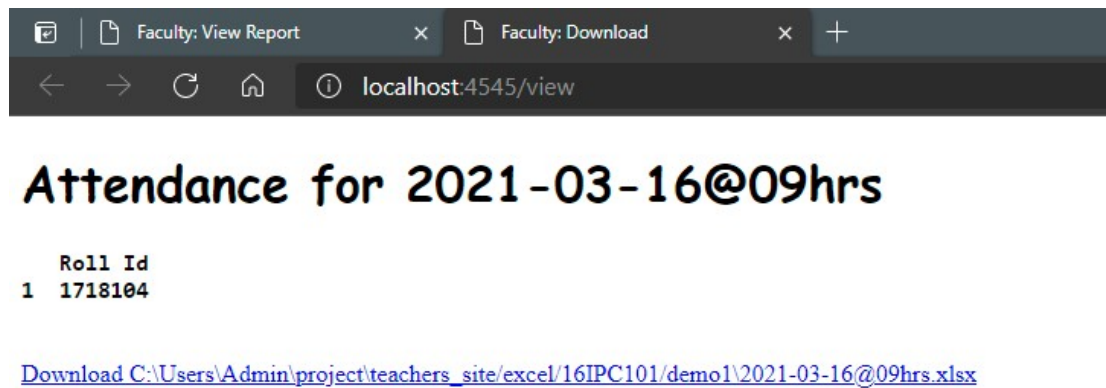 Faculty: View Report
Faculty: Download
localhost:4545/view
Attendance for 2021-03-16@09hrs
Roll Id
1 1718104
Download C:\Users\Admin\project\teachers_site/excel/16IPC101/demo1\2021-03-16@09hrs.xlsx